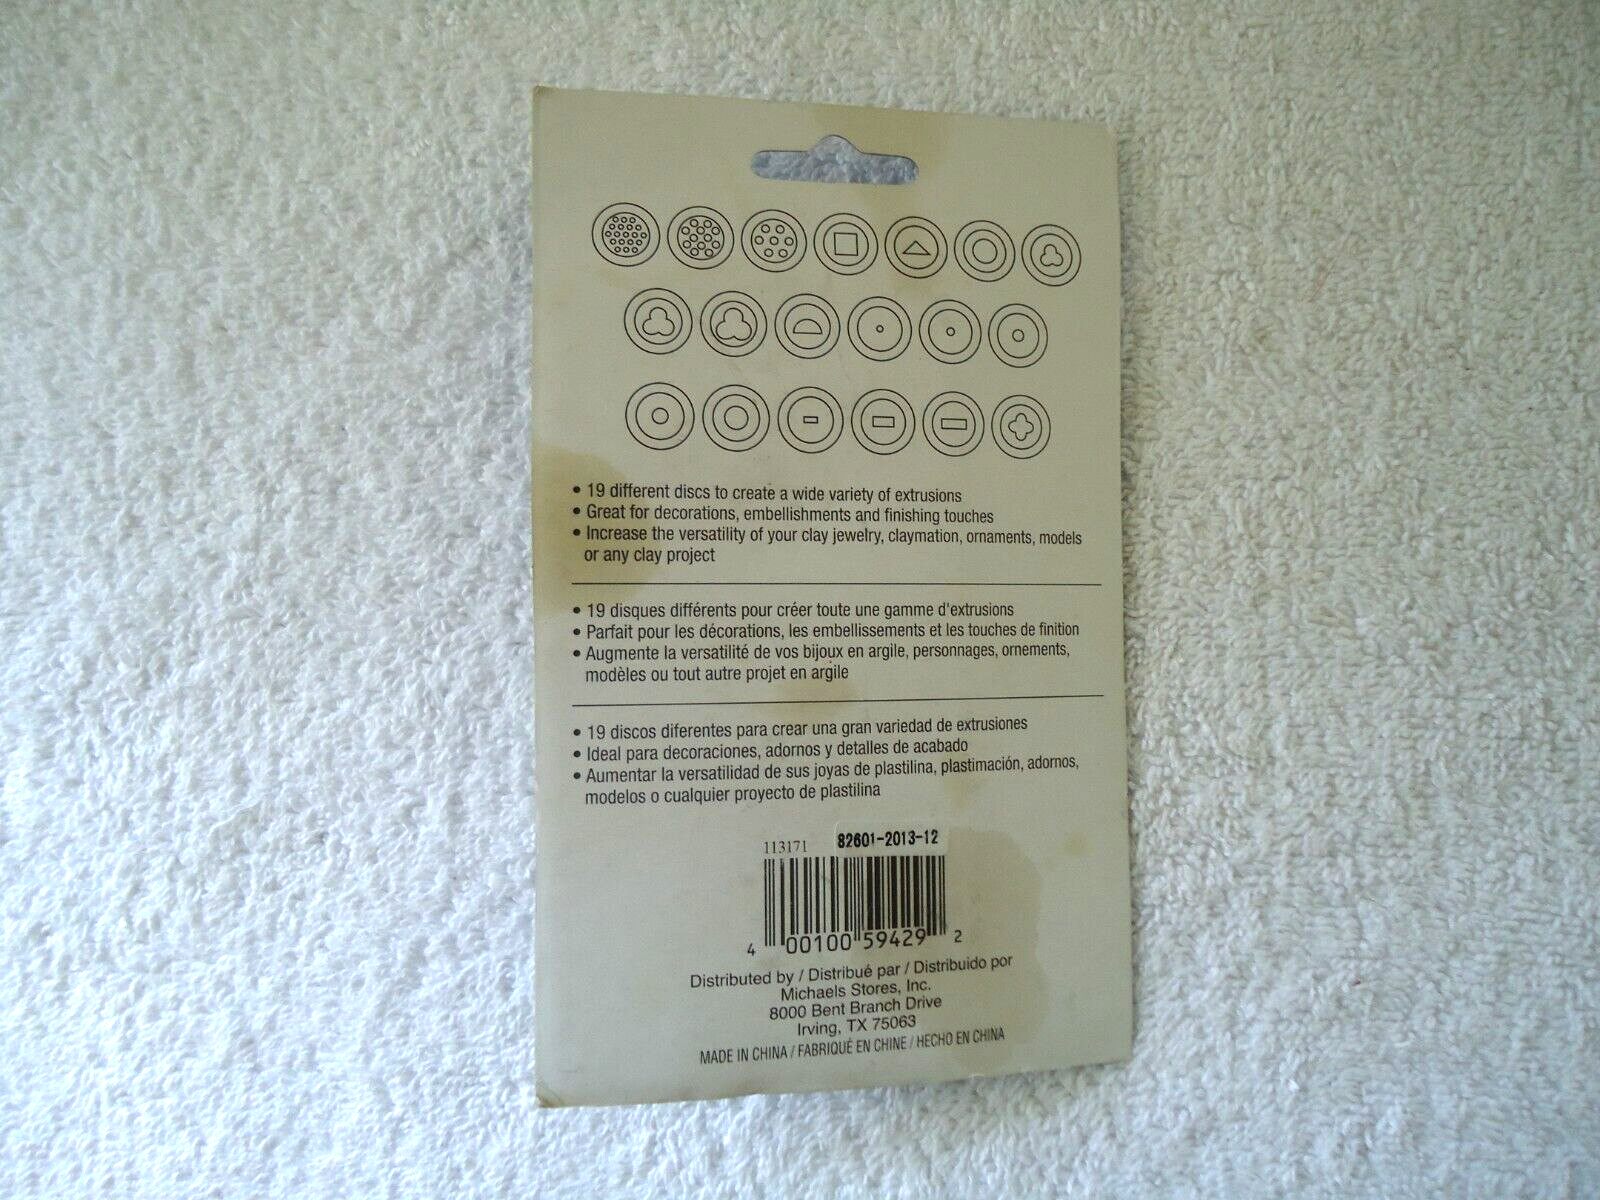 • 19 different discs to create a wide variety of extrusions
• Great for decorations, embellishments and finishing touches
• Increase the versatility of your clay jewelry, claymation, ornaments, models
or any clay project
• 19 disques différents pour créer toute une gamme d'extrusions
• Parfait pour les décorations, les embellissements et les touches de finition
• Augmente la versatilité de vos bijoux en argile, personnages, ornements,
modèles ou tout autre projet en argile
• 19 discos diferentes para crear una gran variedad de extrusiones
• Ideal para decoraciones, adornos y detalles de acabado
• Aumentar la versatilidad de sus joyas de plastilina, plastimación, adornos,
modelos o cualquier proyecto de plastilina
113171 82601-2013-12
4 00100 59429 2
Distributed by / Distribué par / Distribuido por
Michaels Stores, Inc.
8000 Bent Branch Drive
Irving, TX 75063
MADE IN CHINA / FABRIQUÉ EN CHINE / HECHO EN CHINA